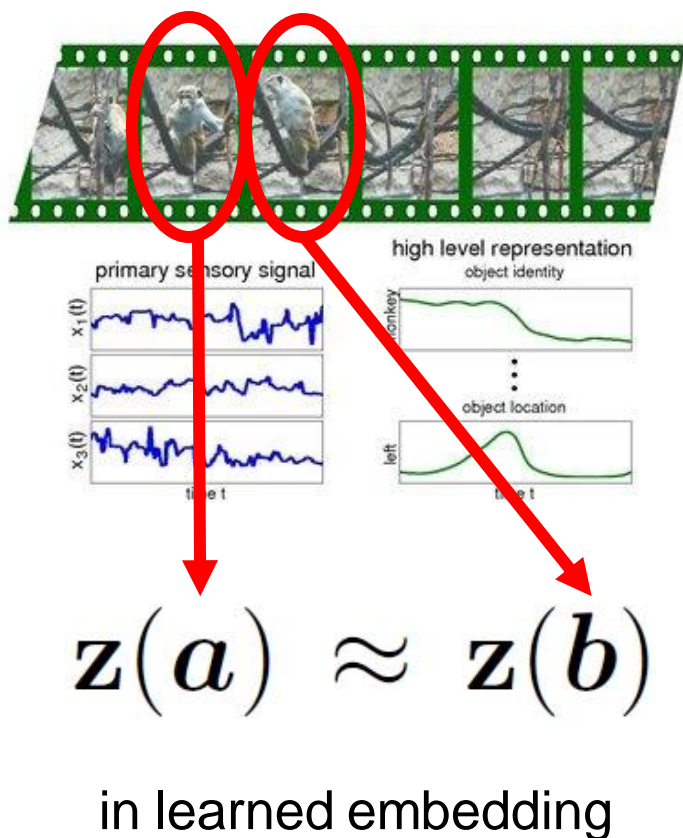 primary sensory signal
high level representation
object identity
x₁(t)
monkey
x₂(t)
object location
x₃(t)
left
time t
time t
z(a) ≈ z(b)
in learned embedding